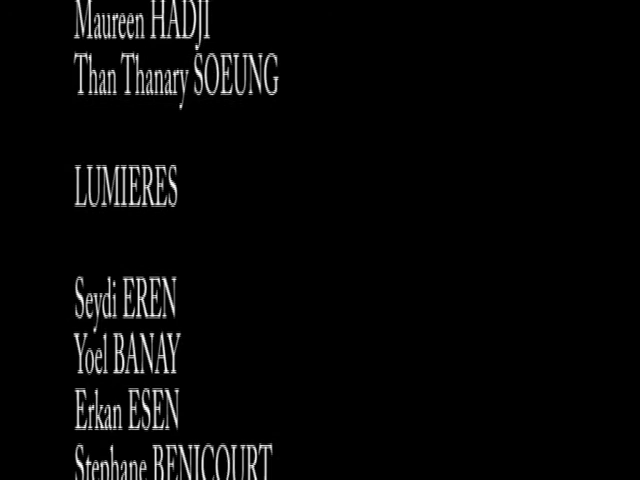 Maureen HADJI
Than Thanary SOEUNG
LUMIERES
Seydi EREN
Yoel BANAY
Erkan ESEN
Stephane BENICOURT